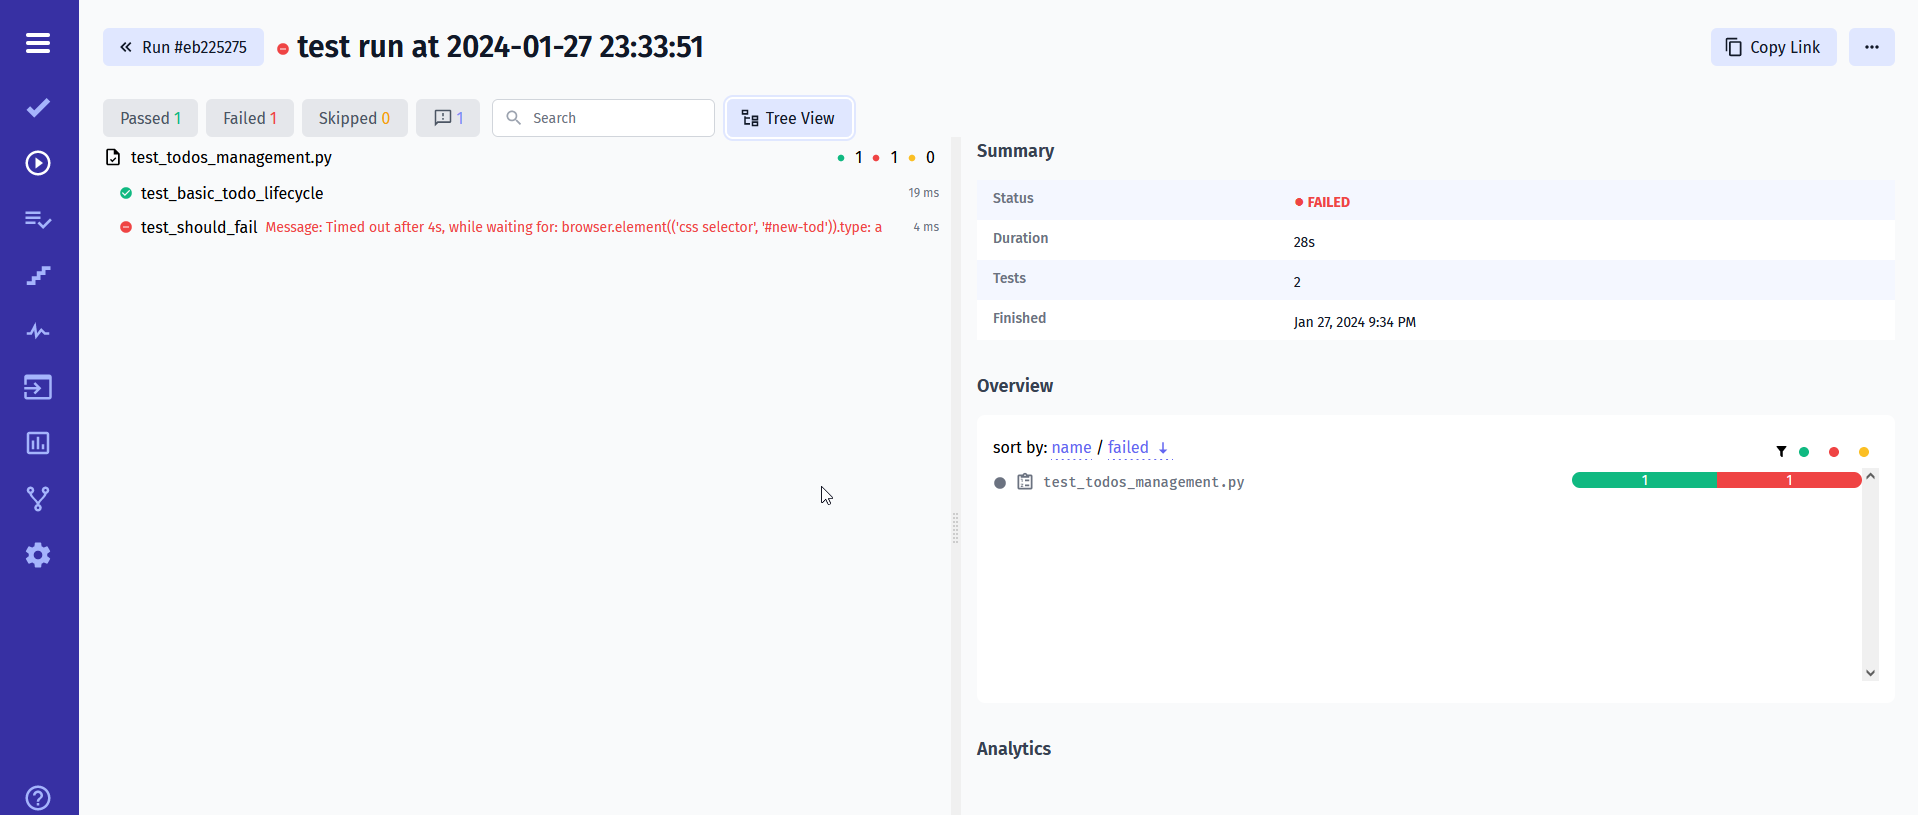 Run #eb225275
test run at 2024-01-27 23:33:51
Copy Link
Passed 1
Failed 1
Skipped 0
1
Search
Tree View
test_todos_management.py
1 1 0
test_basic_todo_lifecycle
19 ms
test_should_fail Message: Timed out after 4s, while waiting for: browser.element(('css selector', '#new-tod')).type: a
4 ms
Summary
Status FAILED
Duration 28s
Tests 2
Finished Jan 27, 2024 9:34 PM
Overview
sort by: name / failed ↓
test_todos_management.py
1 1
Analytics